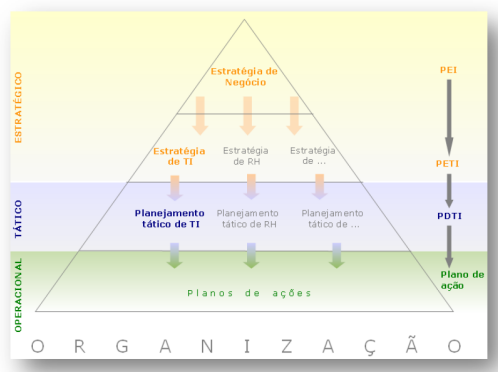 ESTRATÉGICO
Estratégia de
Negócio
PEI
Estratégia
de TI
Estratégia
de RH
Estratégia
de ...
PETI
TÁTICO
Planejamento
tático de TI
Planejamento
tático de RH
Planejamento
tático de ...
PDTI
OPERACIONAL
Planos de ações
Plano de
ação
ORGANIZAÇÃO